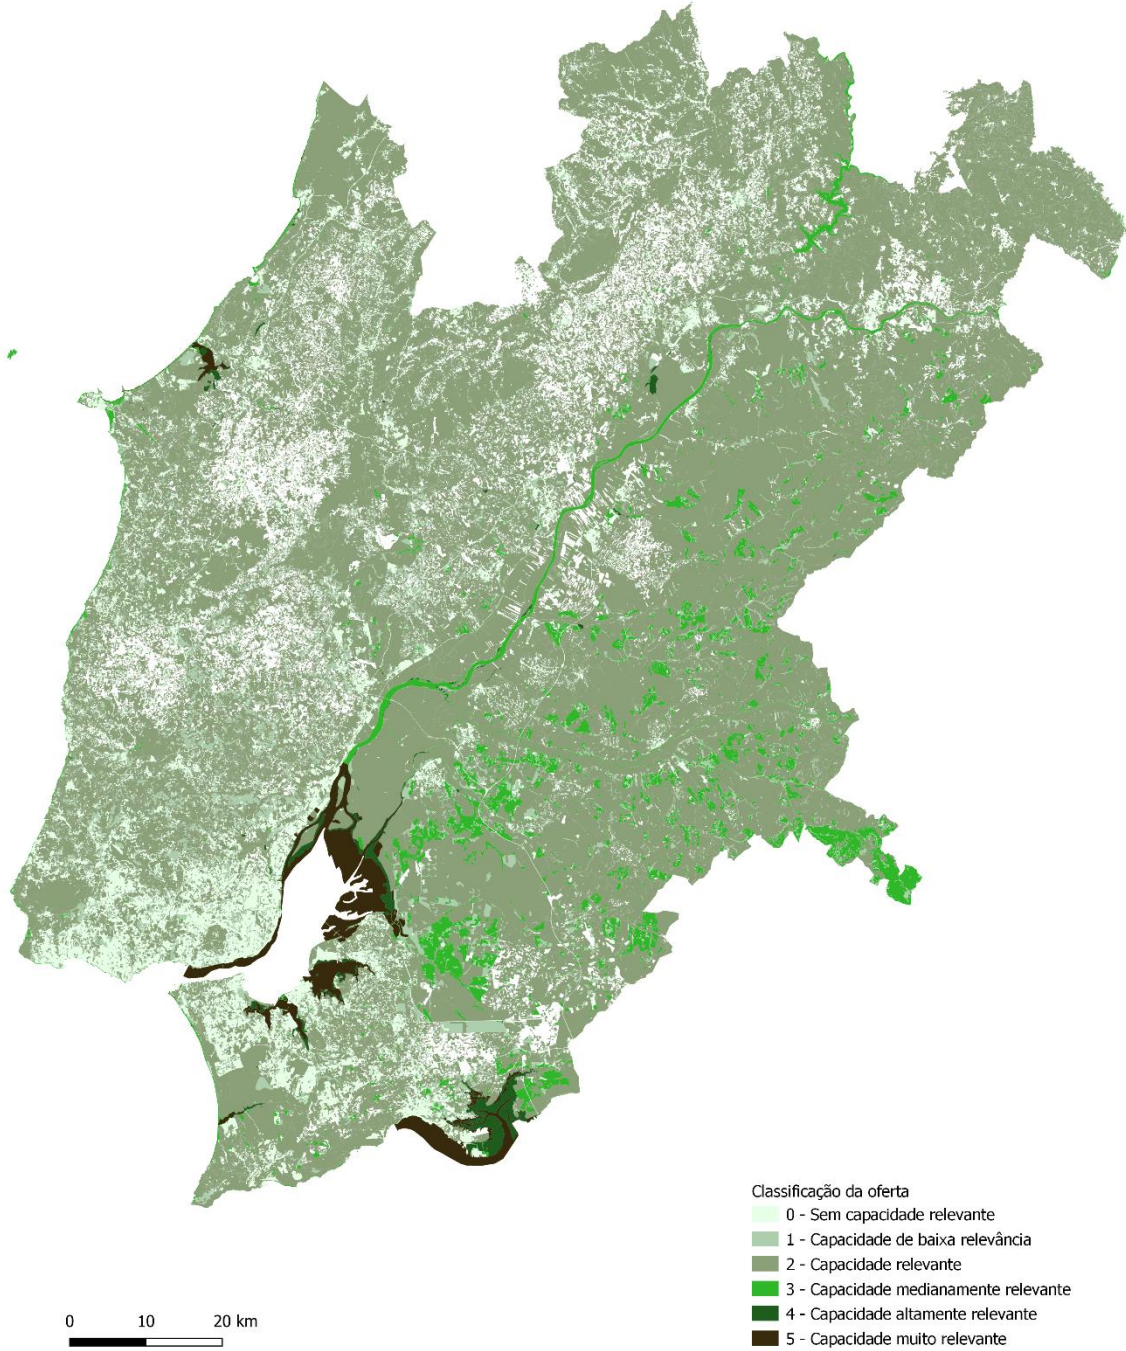 Classificação da oferta
0 - Sem capacidade relevante
1 - Capacidade de baixa relevância
2 - Capacidade relevante
3 - Capacidade medianamente relevante
4 - Capacidade altamente relevante
5 - Capacidade muito relevante
0 10 20 km